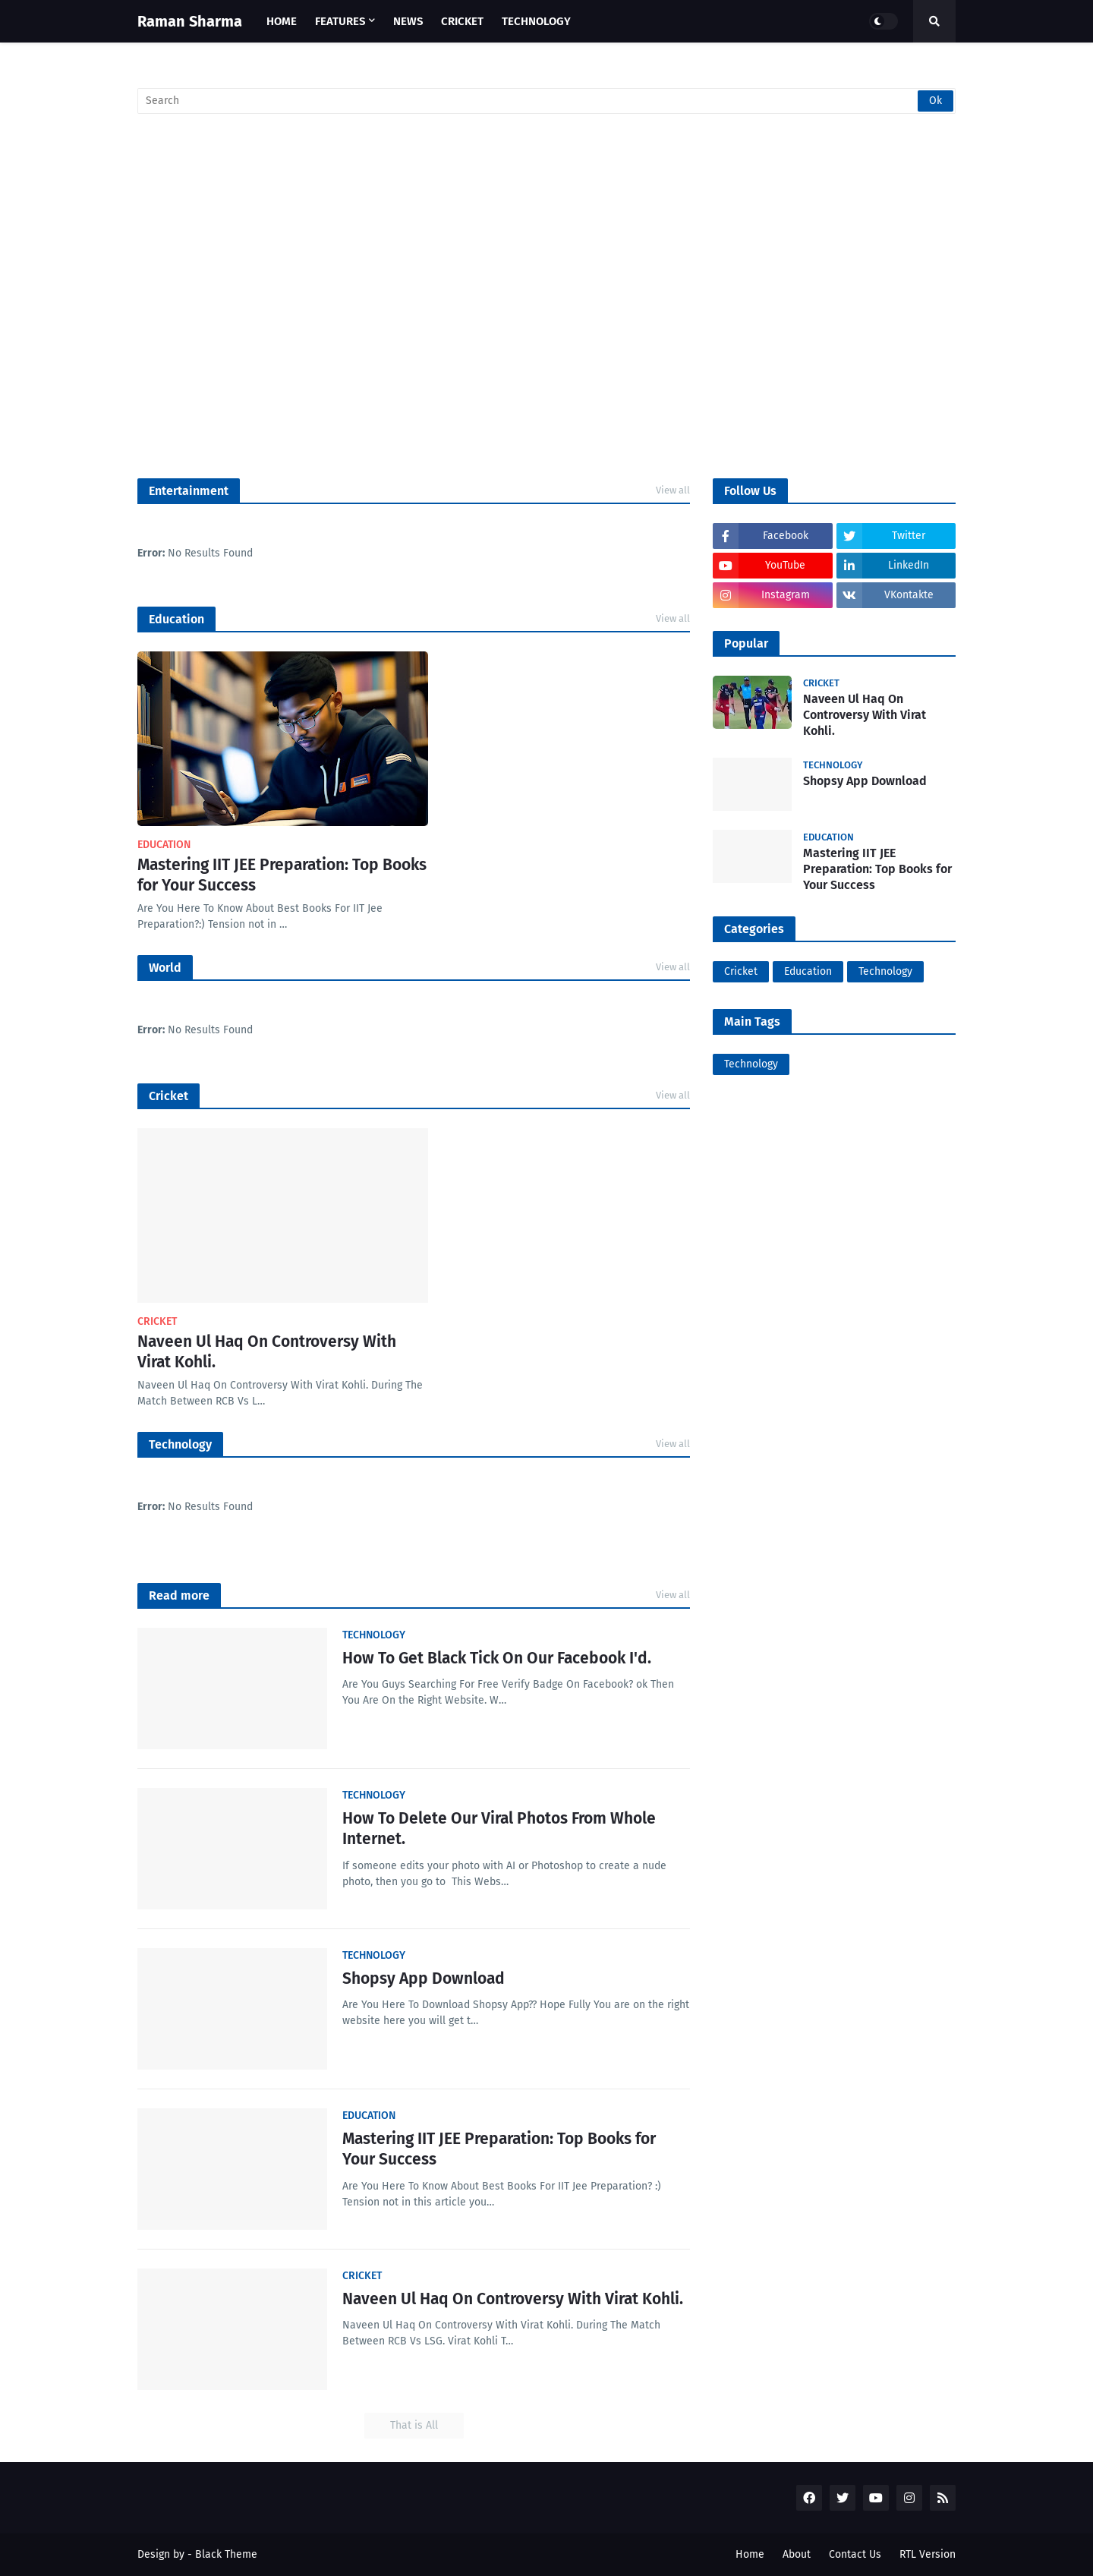 Raman Sharma
HOME FEATURES NEWS CRICKET TECHNOLOGY
Search
Ok
Entertainment
View all
Error: No Results Found
Education
View all
EDUCATION
Mastering IIT JEE Preparation: Top Books
for Your Success
Are You Here To Know About Best Books For IIT Jee
Preparation?:) Tension not in ...
World
View all
Error: No Results Found
Cricket
View all
CRICKET
Naveen Ul Haq On Controversy With
Virat Kohli.
Naveen Ul Haq On Controversy With Virat Kohli. During The
Match Between RCB Vs L...
Technology
View all
Error: No Results Found
Read more
View all
TECHNOLOGY
How To Get Black Tick On Our Facebook I'd.
Are You Guys Searching For Free Verify Badge On Facebook? ok Then
You Are On the Right Website. W...
TECHNOLOGY
How To Delete Our Viral Photos From Whole
Internet.
If someone edits your photo with AI or Photoshop to create a nude
photo, then you go to  This Webs...
TECHNOLOGY
Shopsy App Download
Are You Here To Download Shopsy App?? Hope Fully You are on the right
website here you will get t...
EDUCATION
Mastering IIT JEE Preparation: Top Books for
Your Success
Are You Here To Know About Best Books For IIT Jee Preparation? :)
Tension not in this article you...
CRICKET
Naveen Ul Haq On Controversy With Virat Kohli.
Naveen Ul Haq On Controversy With Virat Kohli. During The Match
Between RCB Vs LSG. Virat Kohli T...
That is All
Follow Us
Facebook
Twitter
YouTube
LinkedIn
Instagram
VKontakte
Popular
CRICKET
Naveen Ul Haq On
Controversy With Virat
Kohli.
TECHNOLOGY
Shopsy App Download
EDUCATION
Mastering IIT JEE
Preparation: Top Books for
Your Success
Categories
Cricket
Education
Technology
Main Tags
Technology
Design by - Black Theme
Home About Contact Us RTL Version